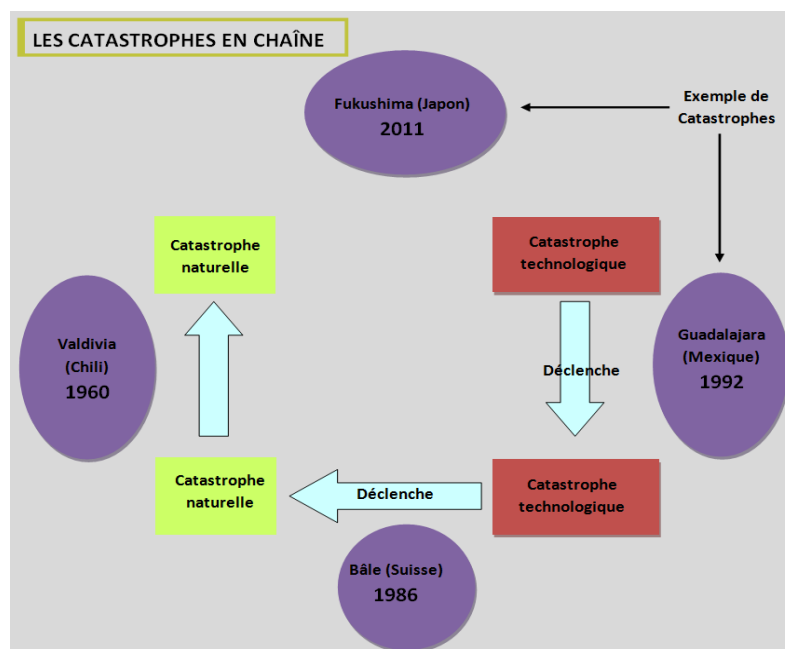 LES CATASTROPHES EN CHAÎNE
Fukushima (Japon)
2011
Exemple de
Catastrophes
Catastrophe
naturelle
Catastrophe
technologique
Valdivia
(Chili)
1960
Déclenche
Guadalajara
(Mexique)
1992
Catastrophe
naturelle
Déclenche
Catastrophe
technologique
Bâle (Suisse)
1986